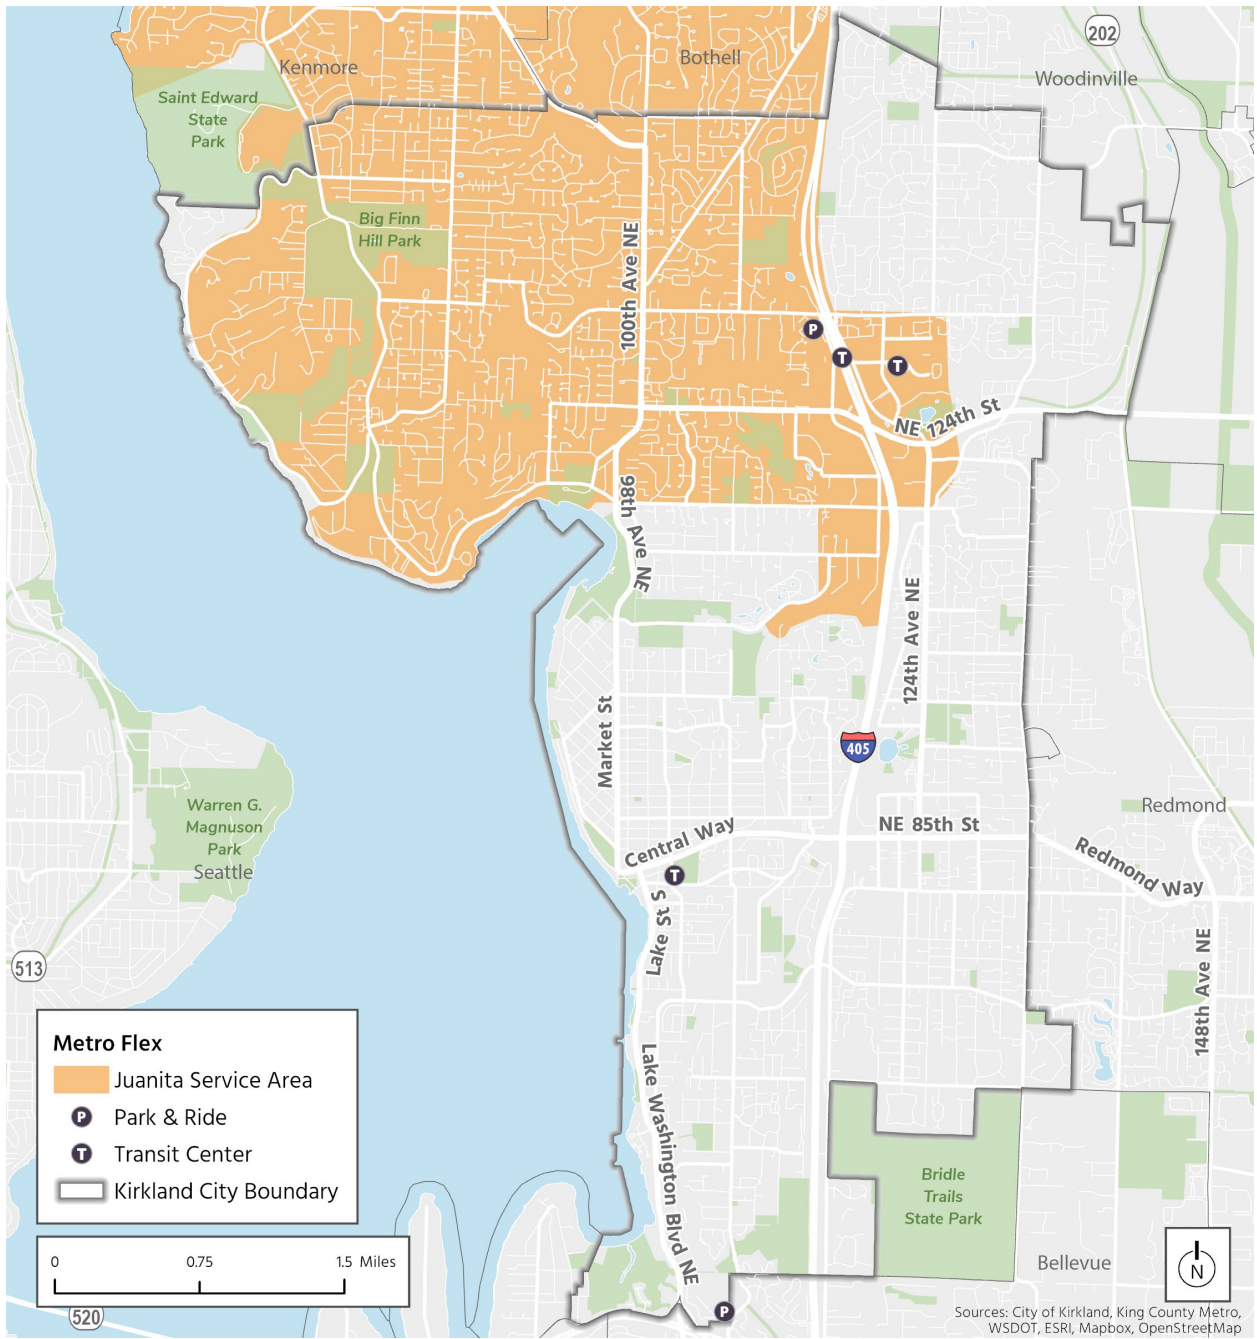 202
Kenmore
Bothell
Woodinville
Saint Edward
State
Park
Big Finn
Hill Park
100th Ave NE
P
T
T
NE 124th St
98th Ave NE
124th Ave NE
Market St
405
Warren G.
Magnuson
Park
Seattle
Redmond
Central Way
NE 85th St
Redmond Way
T
Lake St S
148th Ave NE
513
Lake Washington Blvd NE
Bridle
Trails
State Park
Bellevue
P
Metro Flex
Juanita Service Area
P Park & Ride
T Transit Center
Kirkland City Boundary
0 0.75 1.5 Miles
520
N
Sources: City of Kirkland, King County Metro,
WSDOT, ESRI, Mapbox, OpenStreetMap